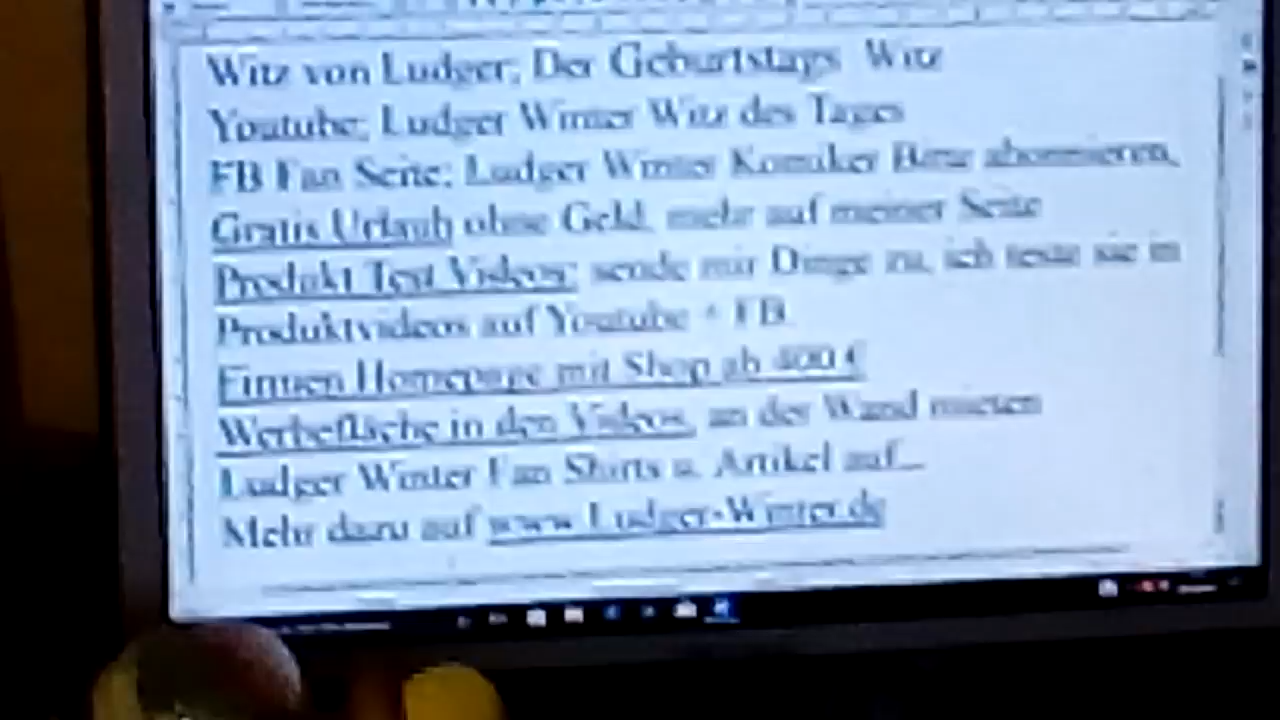 Witz von Ludger; Der Geburtstags Witz
Youtube: Ludger Winter Witz des Tages
FB Fan Seite: Ludger Winter Komiker Bitte abonnieren,
Gratis Urlaub ohne Geld, mehr auf meiner Seite
Produkt Test Videos; sende mir Dinge zu, ich teste sie in
Produktvideos auf Youtube + FB
Firmen Homepage mit Shop ab 400 €
Werbefläche in den Videos, an der Wand mieten
Ludger Winter Fan Shirts u. Artikel auf...
Mehr dazu auf www.Ludger-Winter.de